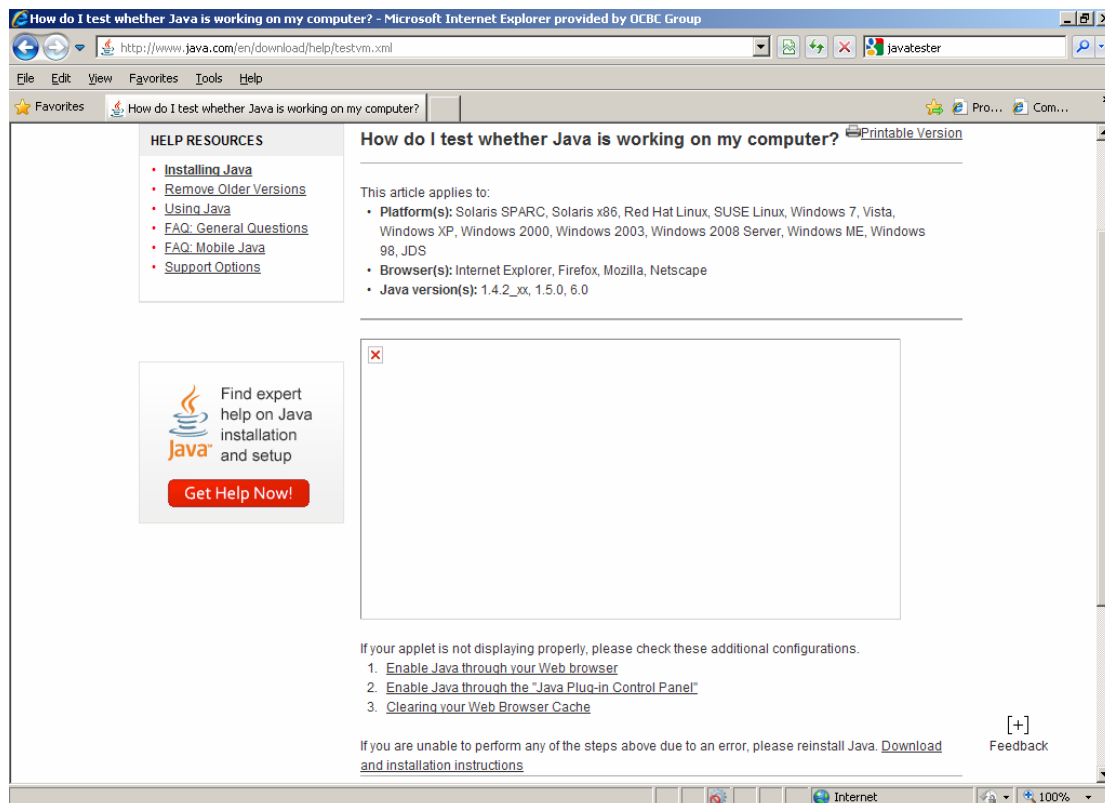 How do I test whether Java is working on my computer? - Microsoft Internet Explorer provided by OCBC Group
http://www.java.com/en/download/help/testvm.xml
javatester
File Edit View Favorites Tools Help
Favorites
How do I test whether Java is working on my computer?
Pro...
Com...
HELP RESOURCES
• Installing Java
• Remove Older Versions
• Using Java
• FAQ: General Questions
• FAQ: Mobile Java
• Support Options
Find expert
help on Java
installation
and setup
Java™
Get Help Now!
How do I test whether Java is working on my computer?
Printable Version
This article applies to:
• Platform(s): Solaris SPARC, Solaris x86, Red Hat Linux, SUSE Linux, Windows 7, Vista,
Windows XP, Windows 2000, Windows 2003, Windows 2008 Server, Windows ME, Windows
98, JDS
• Browser(s): Internet Explorer, Firefox, Mozilla, Netscape
• Java version(s): 1.4.2_xx, 1.5.0, 6.0
If your applet is not displaying properly, please check these additional configurations.
1. Enable Java through your Web browser
2. Enable Java through the "Java Plug-in Control Panel"
3. Clearing your Web Browser Cache
If you are unable to perform any of the steps above due to an error, please reinstall Java. Download
and installation instructions
[+]
Feedback
Internet
100%